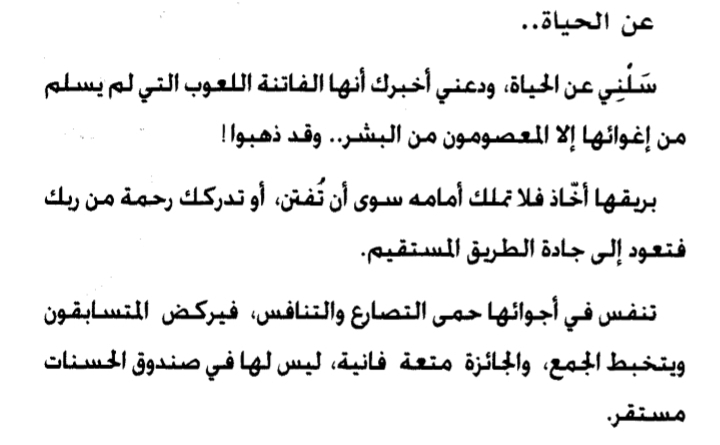 عن الحياة..
سَلْنِي عن الحياة، ودعني أخبرك أنها الفاتنة اللعوب التي لم يسلم
من إغوائها إلا المعصومون من البشر.. وقد ذهبوا!
بريقها أخّاذ فلا تملك أمامه سوى أن تُفتن، أو تدركك رحمة من ربك
فتعود إلى جادة الطريق المستقيم.
تنفس في أجوائها حمى التصارع والتنافس، فيركض المتسابقون
ويتخبط الجمع، والجائزة متعة فانية، ليس لها في صندوق الحسنات
مستقر.